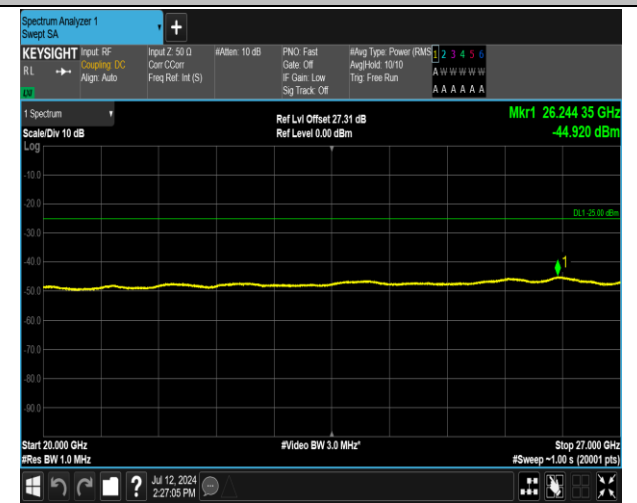 Spectrum Analyzer 1
Swept SA
+
KEYSIGHT Input: RF Input Z: 50 Ω #Atten: 10 dB PNO: Fast #Avg Type: Power (RMS 1 2 3 4 5 6
RL Coupling: DC Corr CCorr Gate: Off Avg|Hold: 10/10 A W W W W W
Align: Auto Freq Ref: Int (S) IF Gain: Low Trig: Free Run
LW Sig Track: Off A A A A A A
1 Spectrum Ref Lvl Offset 27.31 dB Mkr1 26.244 35 GHz
Scale/Div 10 dB Ref Level 0.00 dBm -44.920 dBm
Log
-10.0
-20.0
DL1 -25.00 dBm
-30.0
-40.0
1
-50.0
-60.0
-70.0
-80.0
-90.0
Start 20.000 GHz #Video BW 3.0 MHz* Stop 27.000 GHz
#Res BW 1.0 MHz #Sweep ~1.00 s (20001 pts)
? Jul 12, 2024
2:27:05 PM